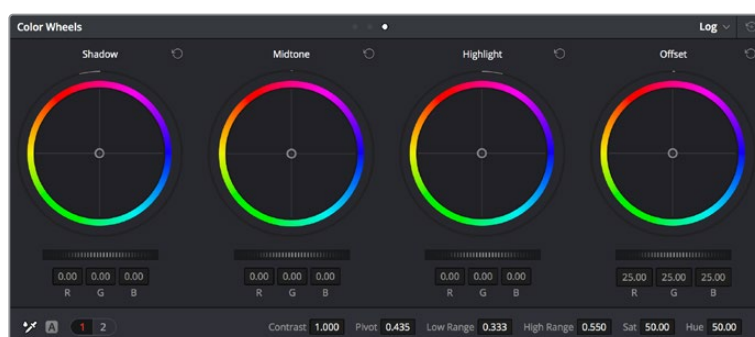 Color Wheels Log
Shadow Midtone Highlight Offset
0.00 0.00 0.00 0.00 0.00 0.00 0.00 0.00 0.00 25.00 25.00 25.00
R G B R G B R G B R G B
A 1 2 Contrast 1.000 Pivot 0.435 Low Range 0.333 High Range 0.550 Sat 50.00 Hue 50.00